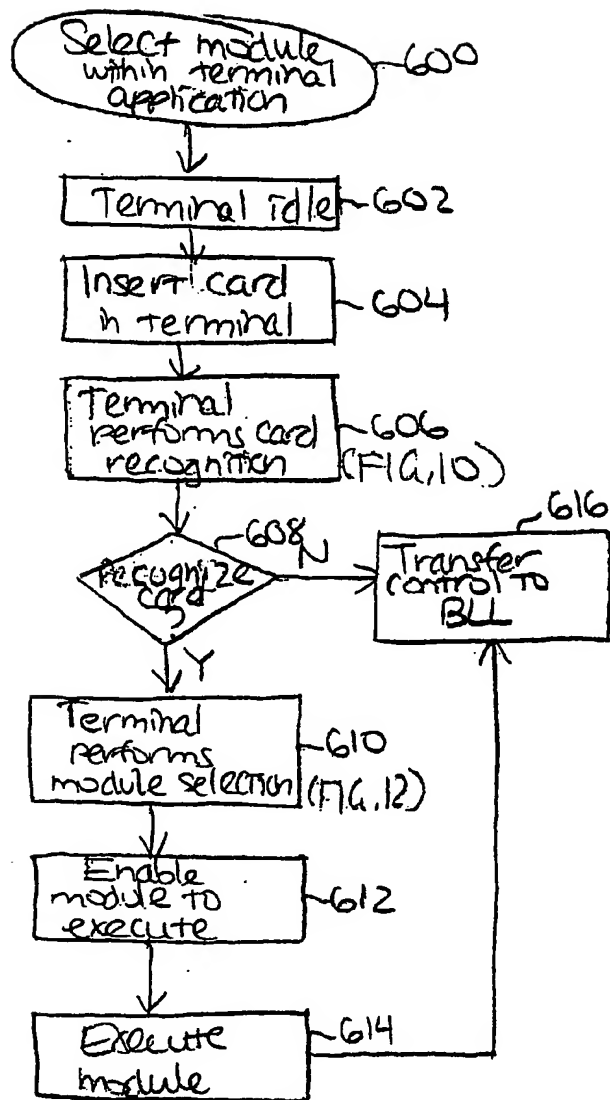 Select module
within terminal
application
600
Terminal idle
602
Insert card
in terminal
604
Terminal
performs card
recognition
606
(FIG, 10)
608
Recognize
card
?
N
616
Transfer
control to
BLL
Y
Terminal
performs
module selection
610
(FIG, 12)
Enable
module to
execute
612
Execute
module
614